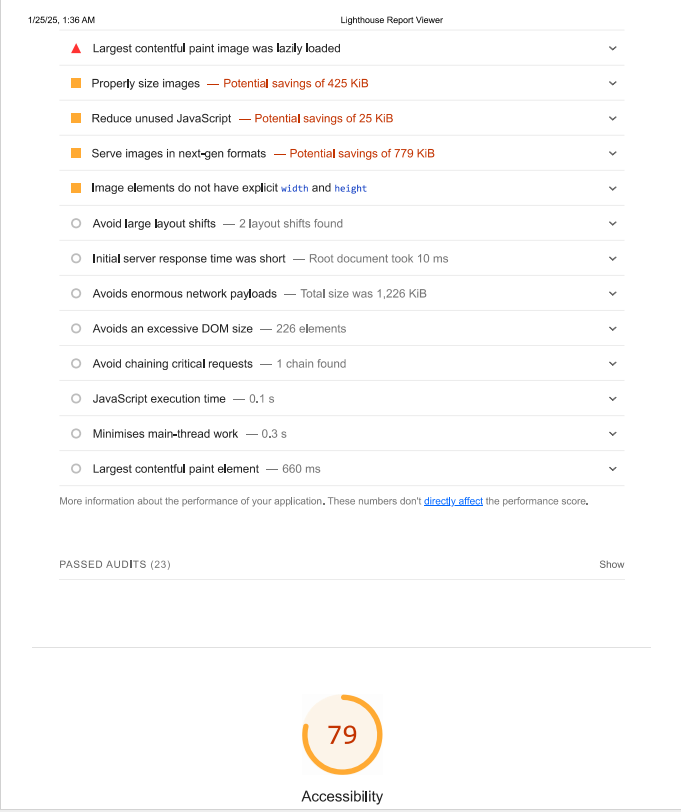 1/25/25, 1:36 AM Lighthouse Report Viewer
Largest contentful paint image was lazily loaded
Properly size images — Potential savings of 425 KiB
Reduce unused JavaScript — Potential savings of 25 KiB
Serve images in next-gen formats — Potential savings of 779 KiB
Image elements do not have explicit width and height
Avoid large layout shifts — 2 layout shifts found
Initial server response time was short — Root document took 10 ms
Avoids enormous network payloads — Total size was 1,226 KiB
Avoids an excessive DOM size — 226 elements
Avoid chaining critical requests — 1 chain found
JavaScript execution time — 0.1 s
Minimises main-thread work — 0.3 s
Largest contentful paint element — 660 ms
More information about the performance of your application. These numbers don't directly affect the performance score.
PASSED AUDITS (23) Show
79
Accessibility